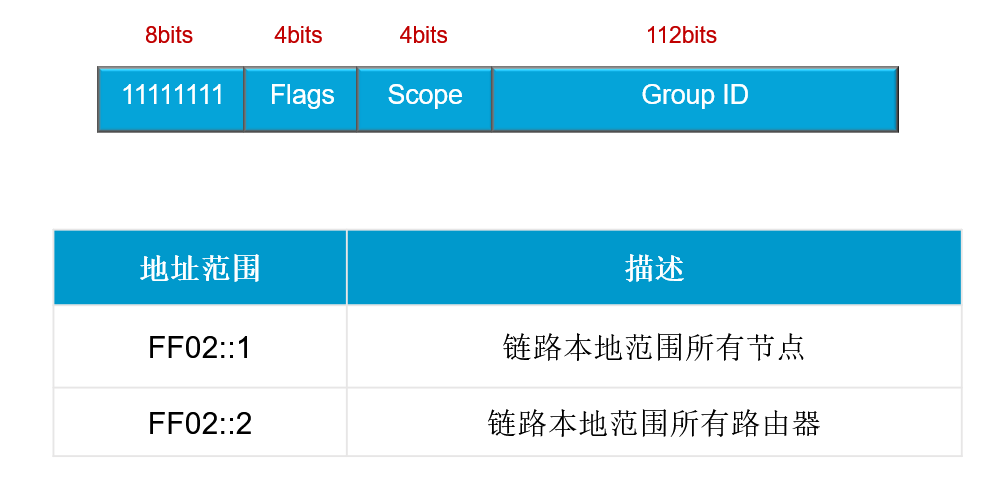 8bits 4bits 4bits 112bits
11111111 Flags Scope Group ID
地址范围 描述
FF02::1 链路本地范围所有节点
FF02::2 链路本地范围所有路由器